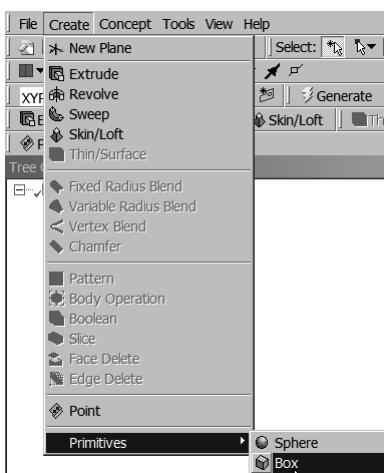 File Create Concept Tools View Help
New Plane
Select:
Extrude
Revolve
XYP
Generate
Sweep
Skin/Loft
Skin/Loft
Thin/Surface
Tree
Fixed Radius Blend
Variable Radius Blend
Vertex Blend
Chamfer
Pattern
Body Operation
Boolean
Slice
Face Delete
Edge Delete
Point
Primitives
Sphere
Box